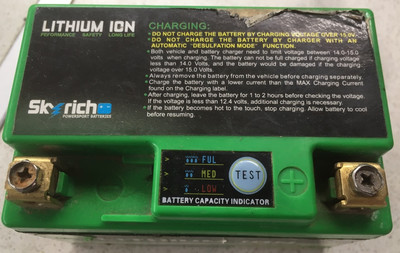 LITHIUM ION
PEFORMANCE SAFETY LONG LIFE
CHARGING:
• DO NOT CHARGE THE BATTERY BY CHARGING VOLTAGE OVER 15.0V.
• DO NOT CHARGE THE BATTERY BY CHARGER WITH AN
AUTOMATIC "DESULFATION MODE" FUNCTION.
• Both vehicle and battery charger need to limit voltage between 14.0-15.0
volts when charging. The battery can not be full charged if charging voltage
less than 14.0 Volts, and the battery would be damaged if the charging
voltage over 15.0 Volts.
• Always remove the battery from the vehicle before charging separately.
• Charge the battery with a lower current than the MAX Charging Current
found on the Charging label.
• After charging, leave the battery for 1 to 2 hours before checking the voltage.
If the voltage is less than 12.4 volts, additional charging is necessary.
• If the battery becomes hot to the touch, stop charging. Allow battery to cool
before resuming.
Skyrich
POWERSPORT BATTERIES
FUL
MED
LOW
TEST
BATTERY CAPACITY INDICATOR